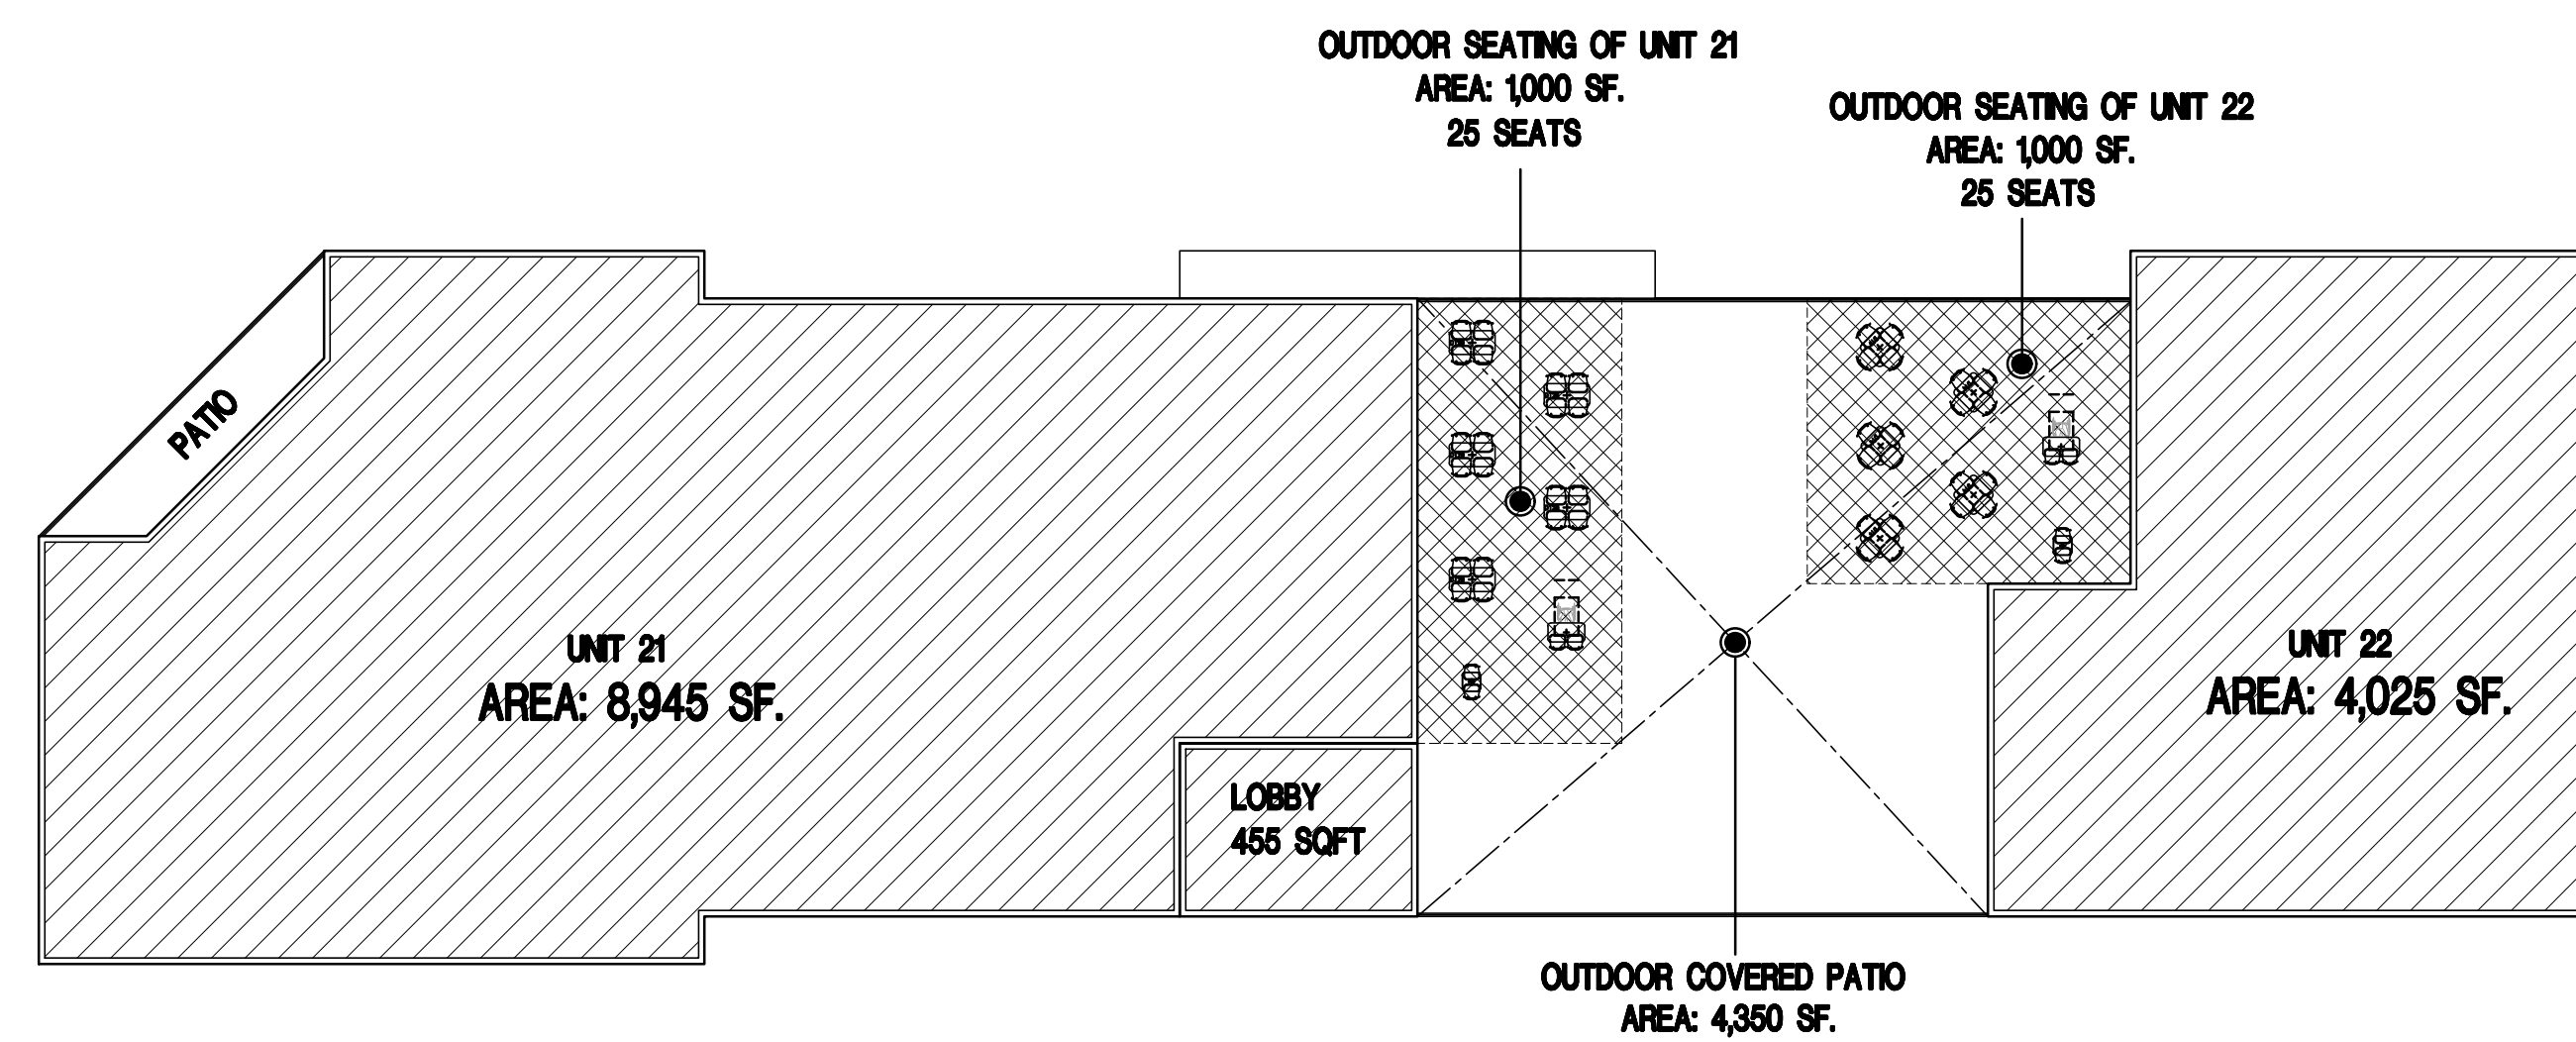 OUTDOOR SEATING OF UNIT 21
AREA: 1,000 SF.
25 SEATS
OUTDOOR SEATING OF UNIT 22
AREA: 1,000 SF.
25 SEATS
PATIO
UNIT 21
AREA: 8,945 SF.
UNIT 22
AREA: 4,025 SF.
LOBBY
455 SQFT
OUTDOOR COVERED PATIO
AREA: 4,350 SF.